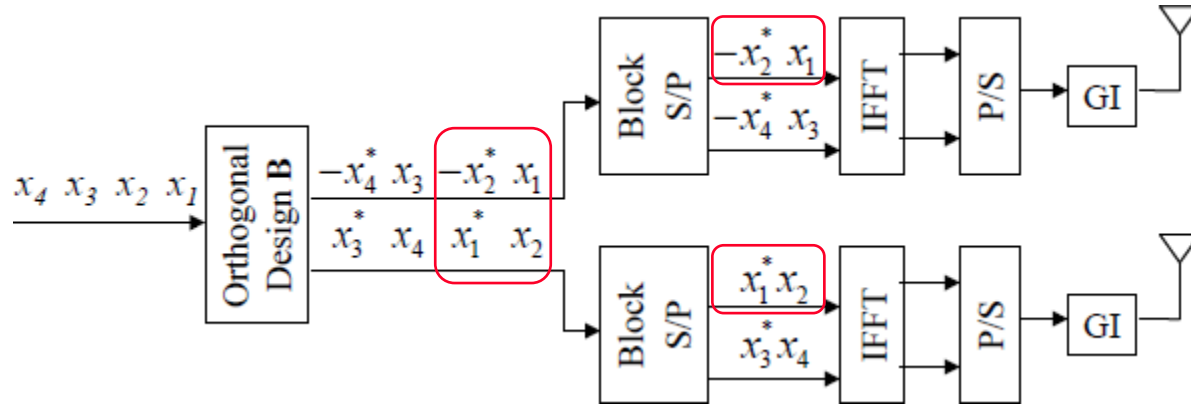 x₄ x₃ x₂ x₁
Orthogonal
Design B
−x₄* x₃ −x₂* x₁
x₃* x₄ x₁* x₂
Block
S/P
−x₂* x₁
−x₄* x₃
IFFT
P/S
GI
Block
S/P
x₁* x₂
x₃* x₄
IFFT
P/S
GI